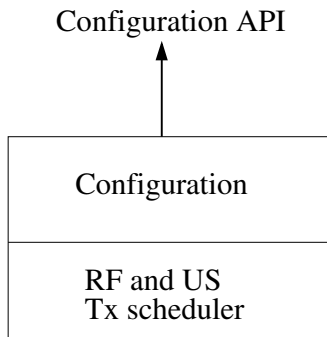 Configuration API
Configuration
RF and US
Tx scheduler